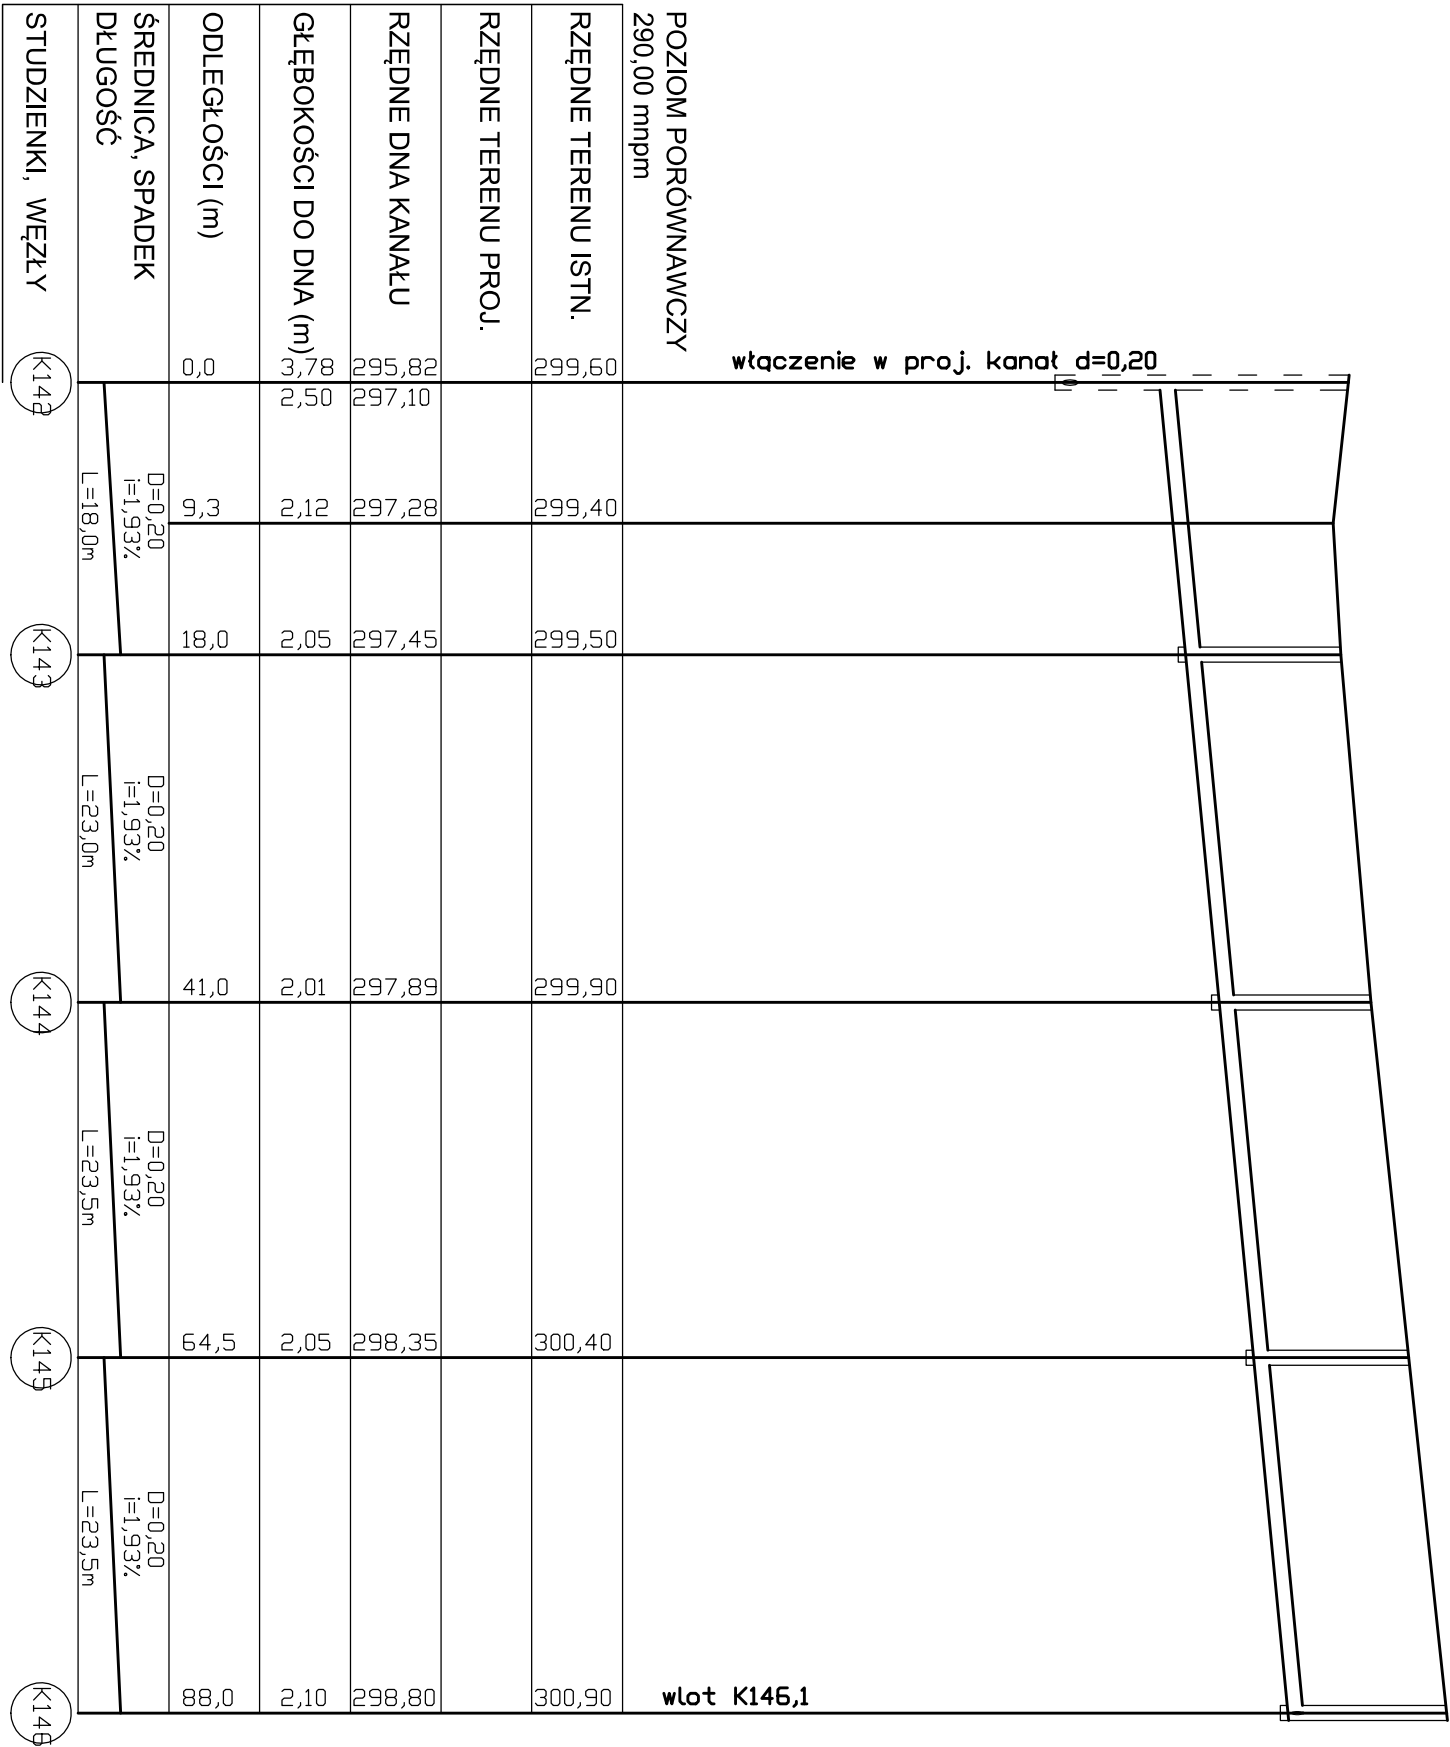 POZIOM PORÓWNAWCZY
290,00 mnpm
włączenie w proj. kanał d=0,20
wlot K146,1
RZĘDNE TERENU ISTN.
299,60
299,40
299,50
299,90
300,40
300,90
RZĘDNE TERENU PROJ.
RZĘDNE DNA KANAŁU
295,82
297,10
297,28
297,45
297,89
298,35
298,80
GŁĘBOKOŚCI DO DNA (m)
3,78
2,50
2,12
2,05
2,01
2,05
2,10
ODLEGŁOŚCI (m)
0,0
9,3
18,0
41,0
64,5
88,0
ŚREDNICA, SPADEK
DŁUGOŚĆ
D=0,20
i=1,93%
L=18,0m
D=0,20
i=1,93%
L=23,0m
D=0,20
i=1,93%
L=23,5m
D=0,20
i=1,93%
L=23,5m
STUDZIENKI, WĘZŁY
K142
K143
K144
K145
K146